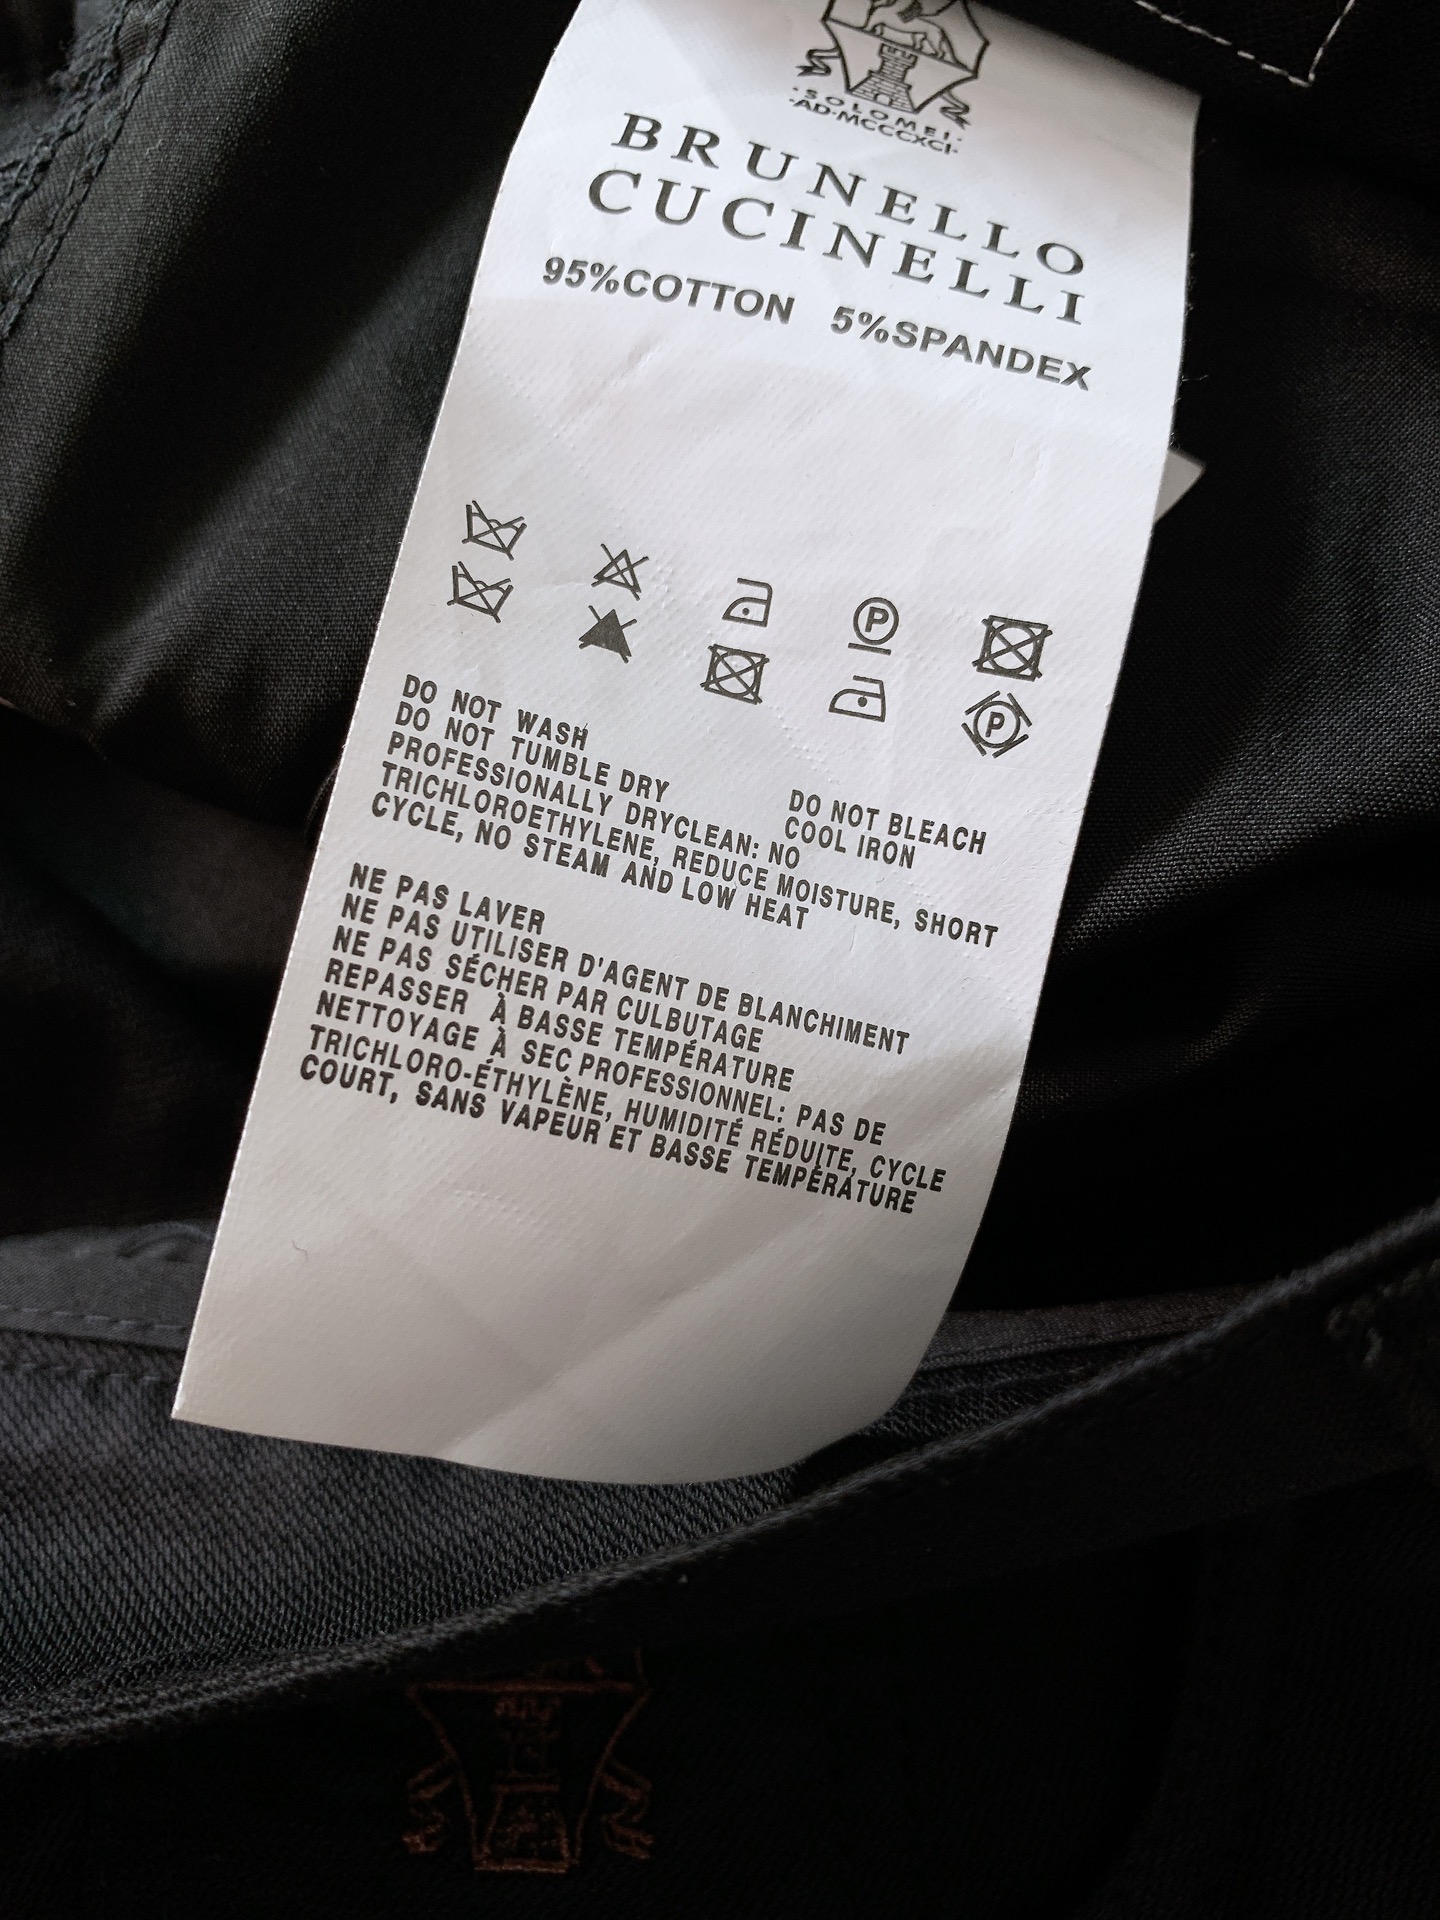 ·SOLOMEI·
·AD·MCCCXCI·
BRUNELLO
CUCINELLI
95%COTTON 5%SPANDEX
P
P
DO NOT WASH DO NOT BLEACH
DO NOT TUMBLE DRY COOL IRON
PROFESSIONALLY DRYCLEAN: NO
TRICHLOROETHYLENE, REDUCE MOISTURE, SHORT
CYCLE, NO STEAM AND LOW HEAT
NE PAS LAVER
NE PAS UTILISER D'AGENT DE BLANCHIMENT
NE PAS SÉCHER PAR CULBUTAGE
REPASSER À BASSE TEMPÉRATURE
NETTOYAGE À SEC PROFESSIONNEL: PAS DE
TRICHLORO-ÉTHYLÈNE, HUMIDITÉ RÉDUITE, CYCLE
COURT, SANS VAPEUR ET BASSE TEMPÉRATURE